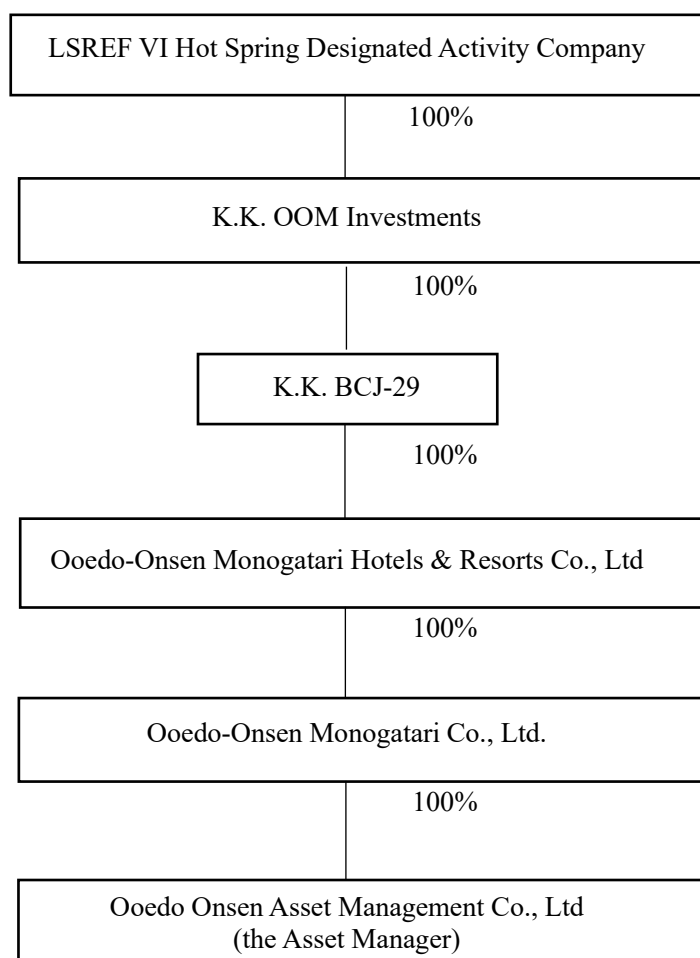 LSREF VI Hot Spring Designated Activity Company
100%
K.K. OOM Investments
100%
K.K. BCJ-29
100%
Ooedo-Onsen Monogatari Hotels & Resorts Co., Ltd
100%
Ooedo-Onsen Monogatari Co., Ltd.
100%
Ooedo Onsen Asset Management Co., Ltd
(the Asset Manager)